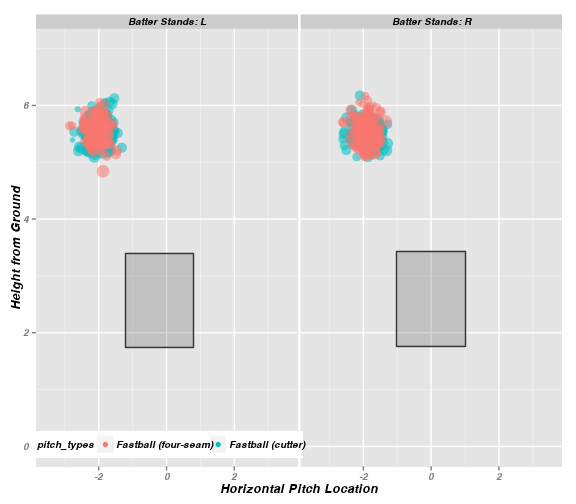 Batter Stands: L
Batter Stands: R
Height from Ground
6
4
2
0
pitch_types Fastball (four-seam) Fastball (cutter)
-2 0 2 -2 0 2
Horizontal Pitch Location